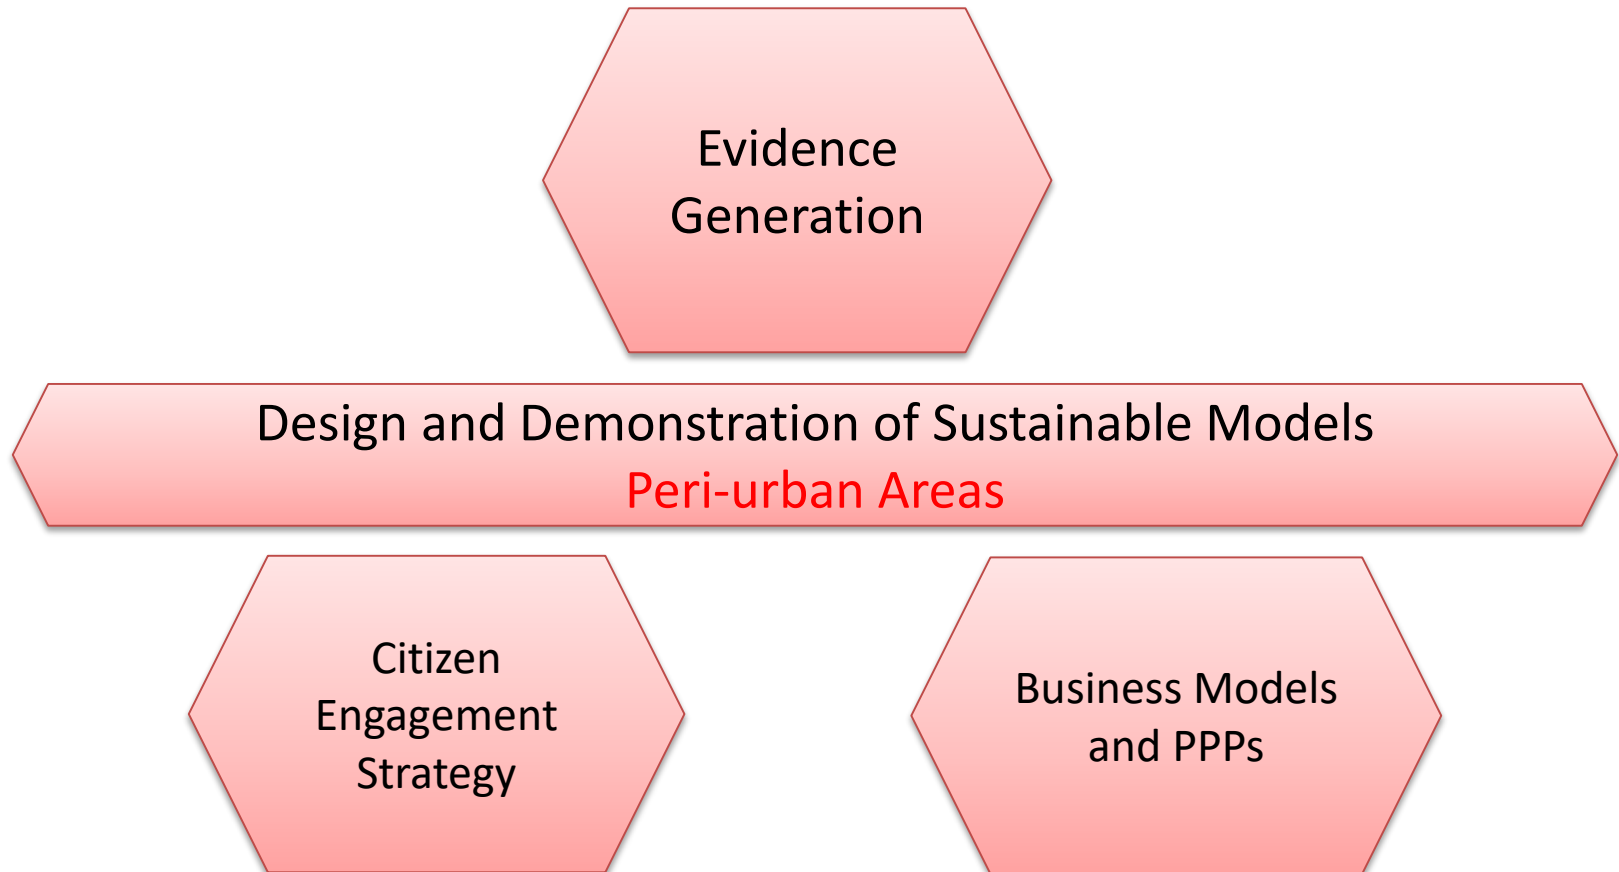 Evidence
Generation
Design and Demonstration of Sustainable Models
Peri-urban Areas
Citizen
Engagement
Strategy
Business Models
and PPPs